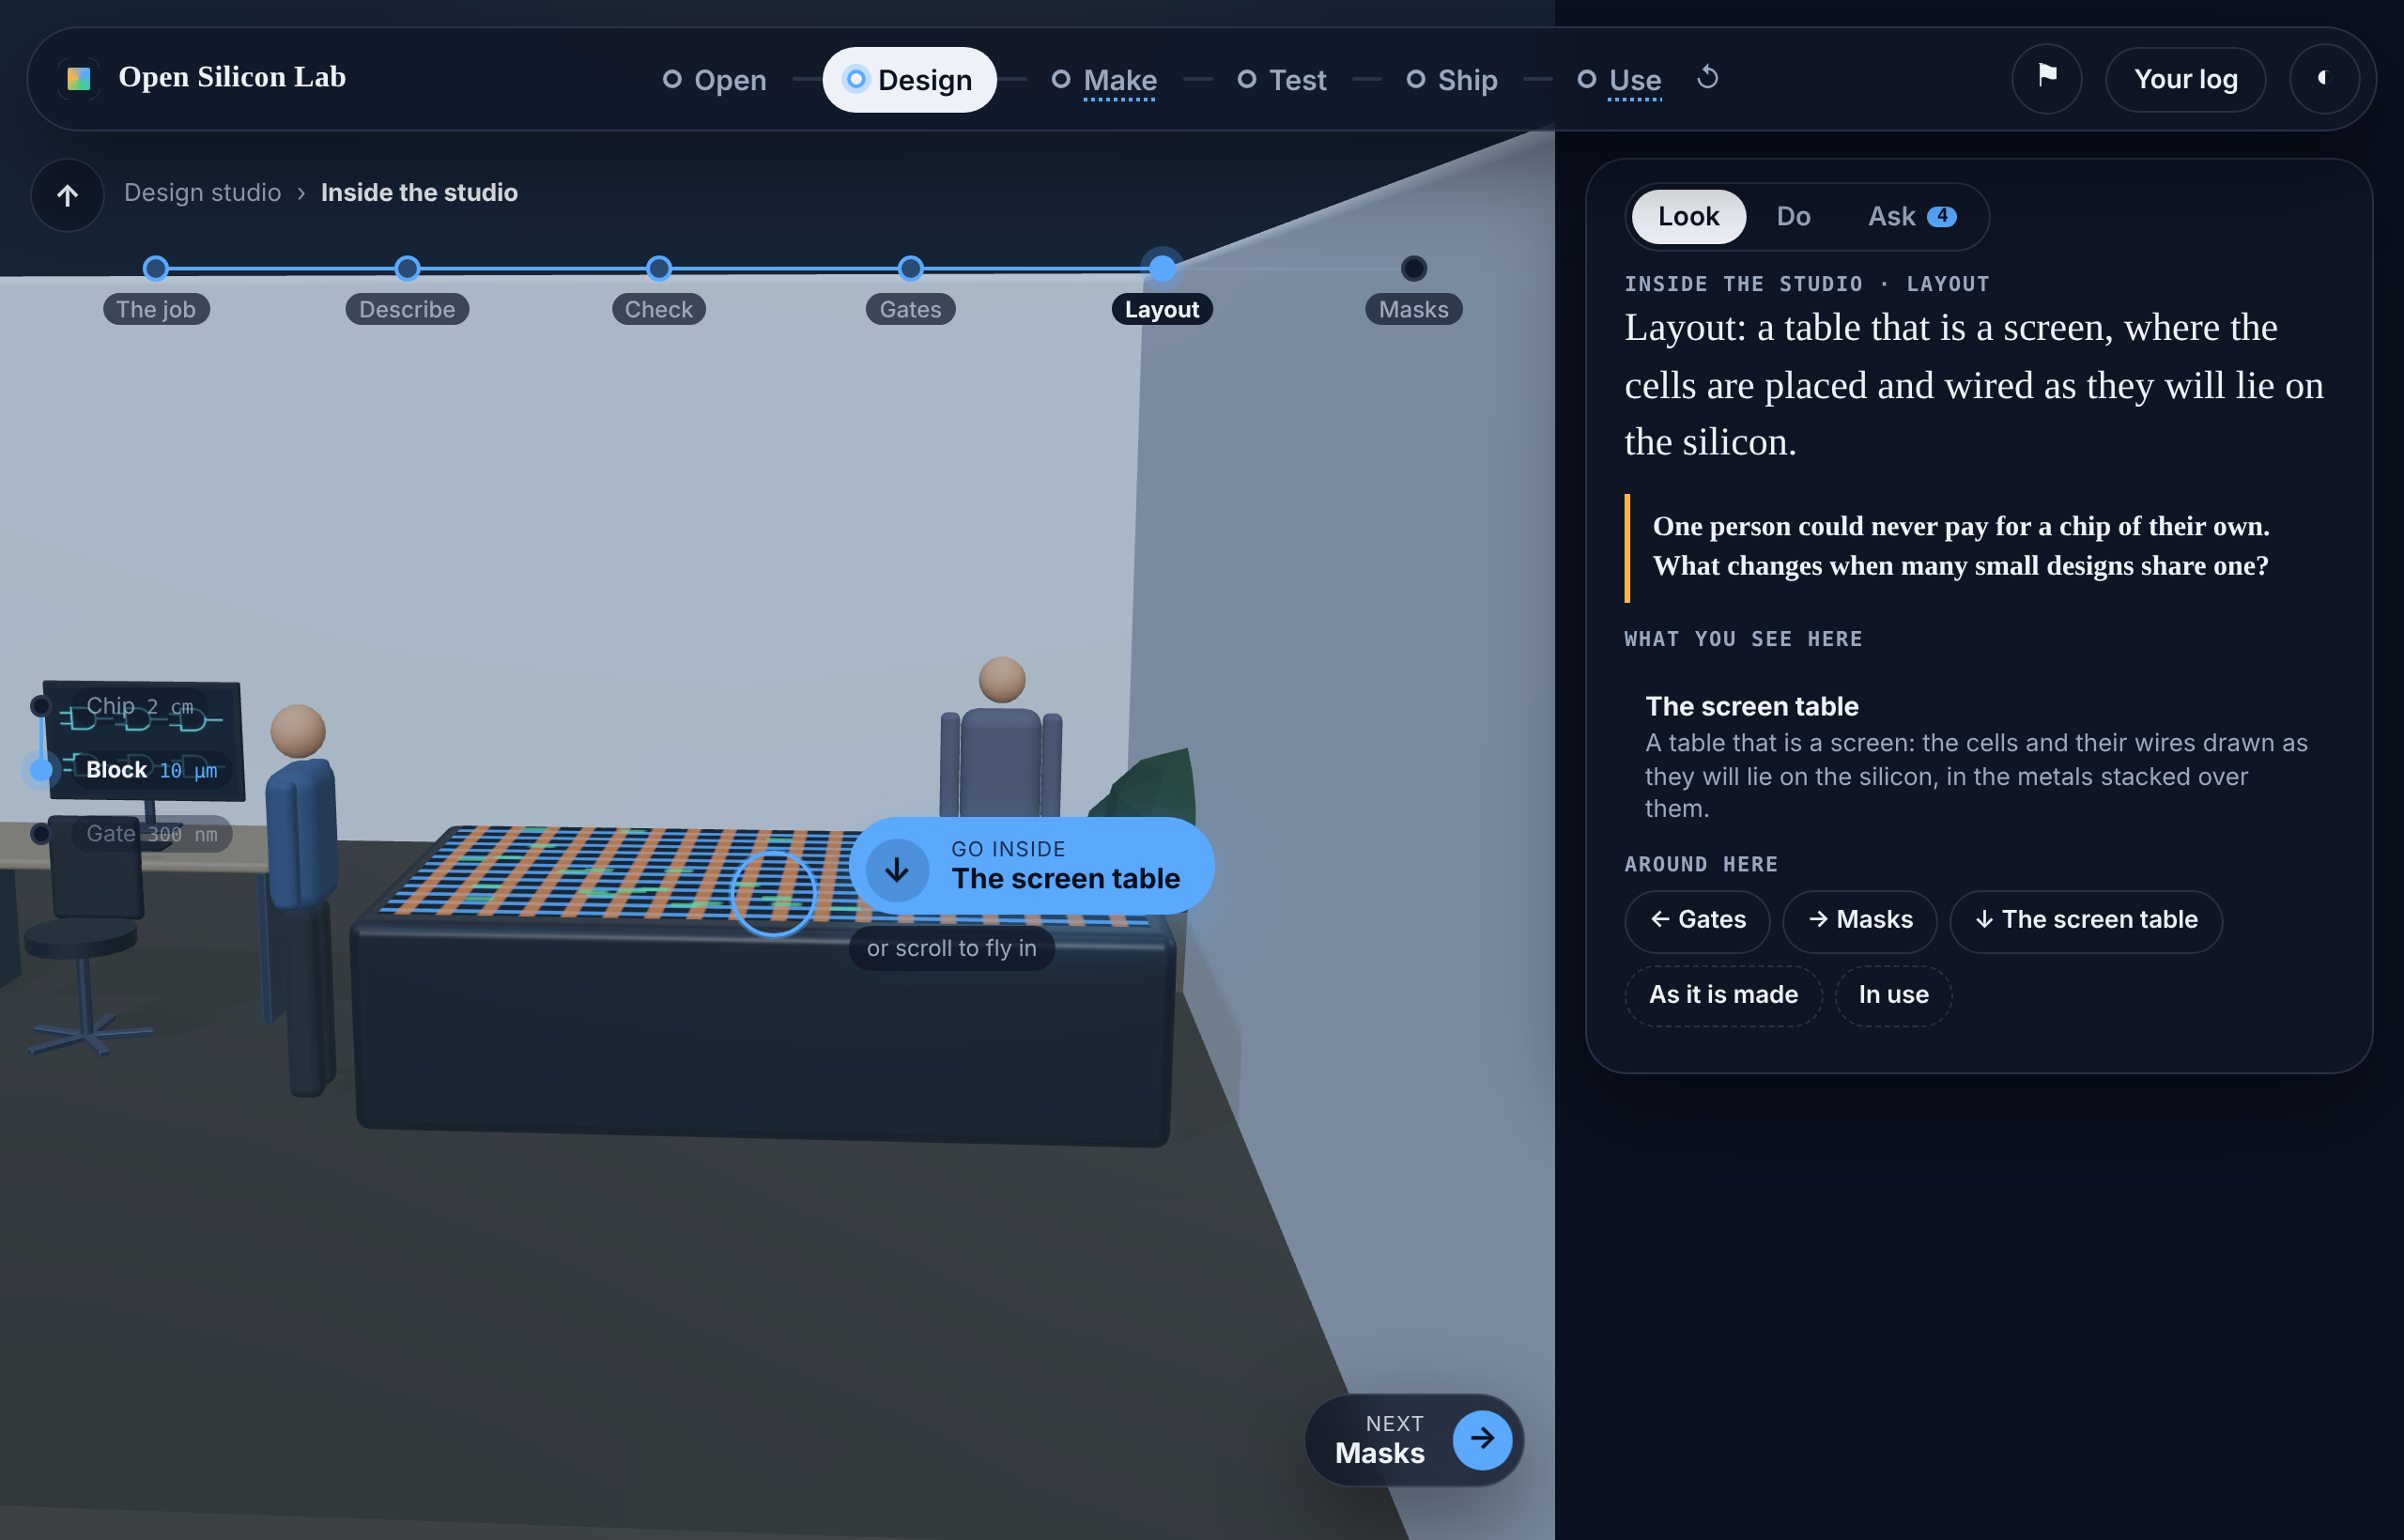 Open Silicon Lab
Open
Design
Make
Test
Ship
Use
Your log
Design studio › Inside the studio
The job
Describe
Check
Gates
Layout
Masks
Chip 2 cm
Block 10 µm
Gate 300 nm
GO INSIDE
The screen table
or scroll to fly in
NEXT
Masks
Look
Do
Ask 4
INSIDE THE STUDIO · LAYOUT
Layout: a table that is a screen, where the
cells are placed and wired as they will lie on
the silicon.
One person could never pay for a chip of their own.
What changes when many small designs share one?
WHAT YOU SEE HERE
The screen table
A table that is a screen: the cells and their wires drawn as
they will lie on the silicon, in the metals stacked over
them.
AROUND HERE
← Gates
→ Masks
↓ The screen table
As it is made
In use